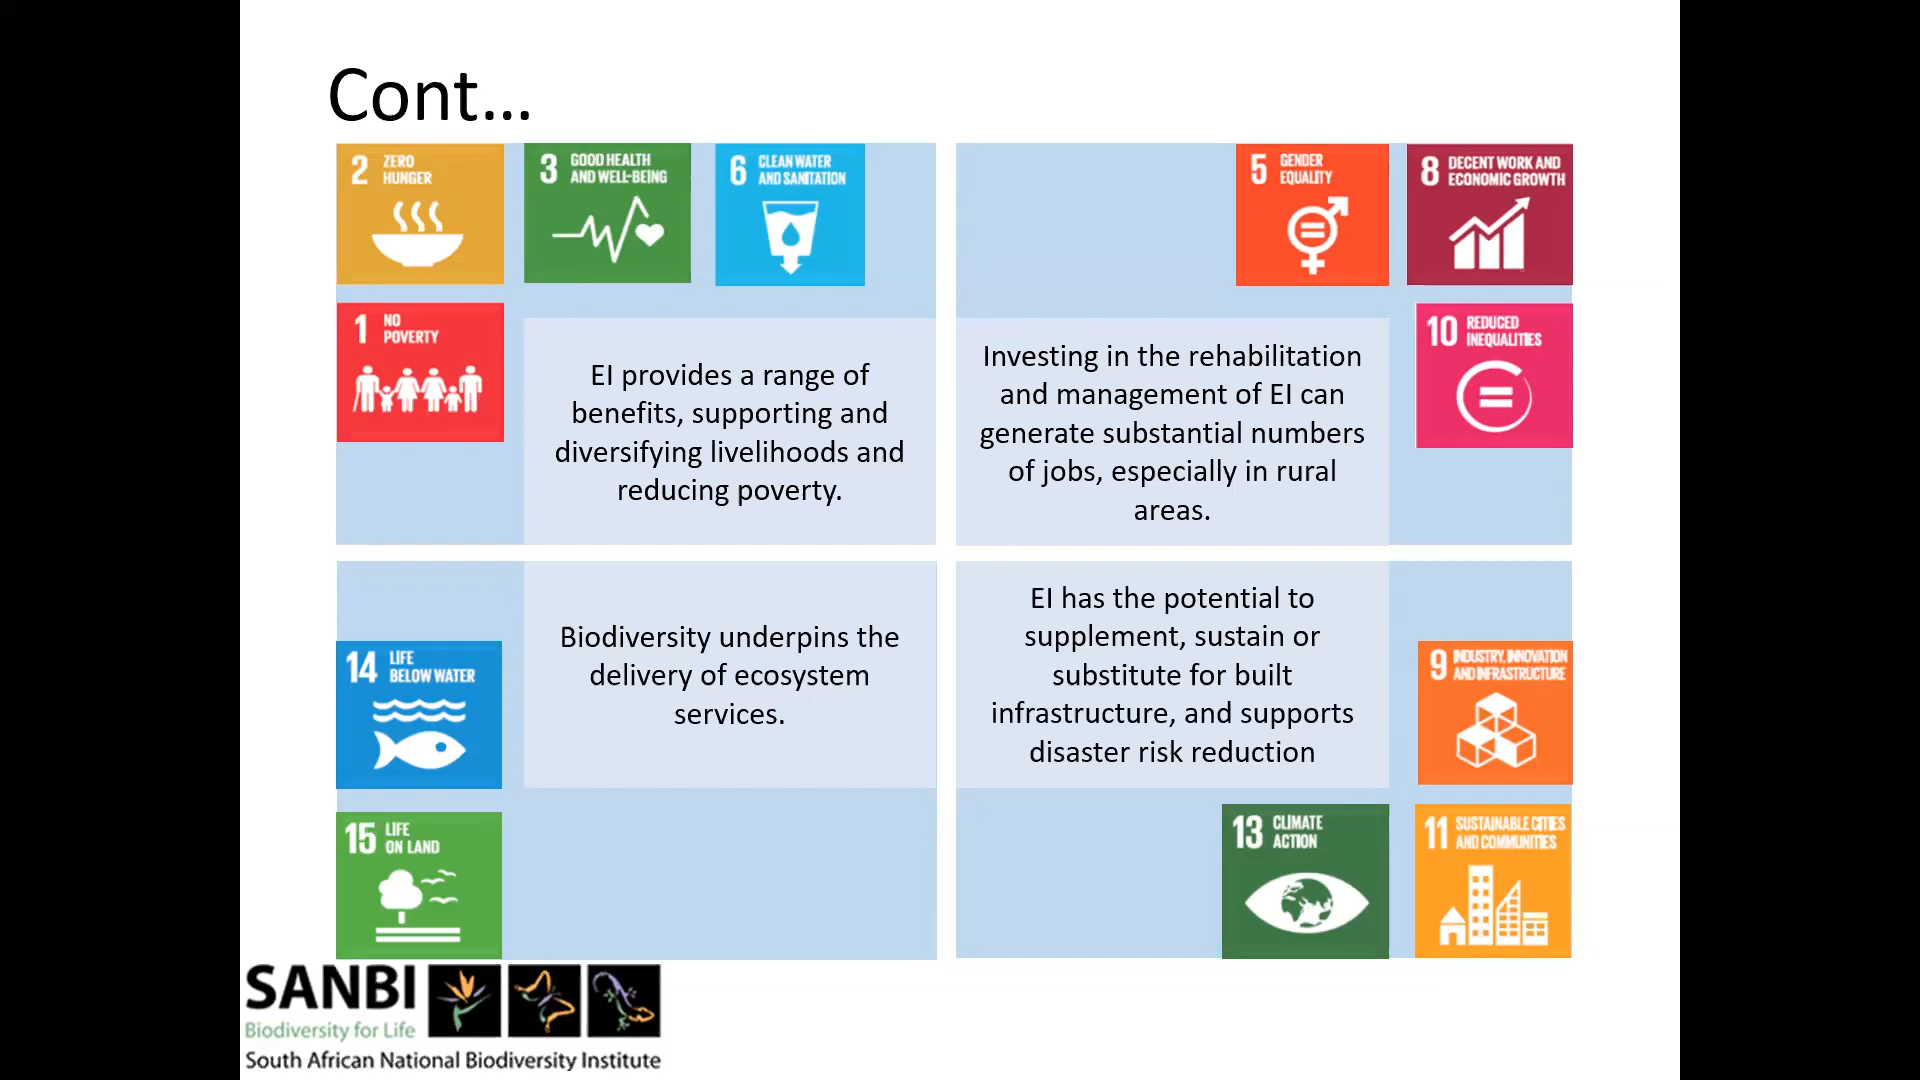 Cont...
2 ZERO
HUNGER
3 GOOD HEALTH
AND WELL-BEING
6 CLEAN WATER
AND SANITATION
1 NO
POVERTY
EI provides a range of
benefits, supporting and
diversifying livelihoods and
reducing poverty.
5 GENDER
EQUALITY
8 DECENT WORK AND
ECONOMIC GROWTH
10 REDUCED
INEQUALITIES
Investing in the rehabilitation
and management of EI can
generate substantial numbers
of jobs, especially in rural
areas.
Biodiversity underpins the
delivery of ecosystem
services.
14 LIFE
BELOW WATER
15 LIFE
ON LAND
EI has the potential to
supplement, sustain or
substitute for built
infrastructure, and supports
disaster risk reduction
9 INDUSTRY, INNOVATION
AND INFRASTRUCTURE
13 CLIMATE
ACTION
11 SUSTAINABLE CITIES
AND COMMUNITIES
SANBI
Biodiversity for Life
South African National Biodiversity Institute